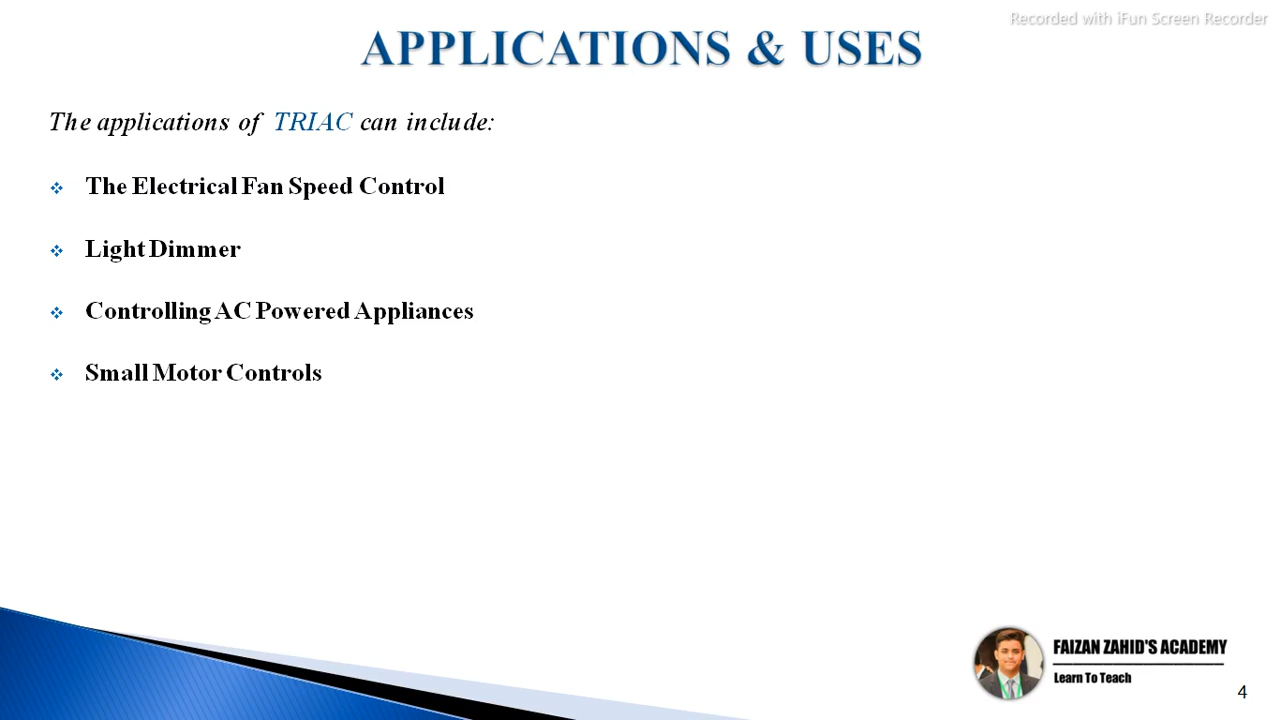 Recorded with iFun Screen Recorder
APPLICATIONS & USES
The applications of TRIAC can include:
The Electrical Fan Speed Control
Light Dimmer
Controlling AC Powered Appliances
Small Motor Controls
FAIZAN ZAHID'S ACADEMY
Learn To Teach
4